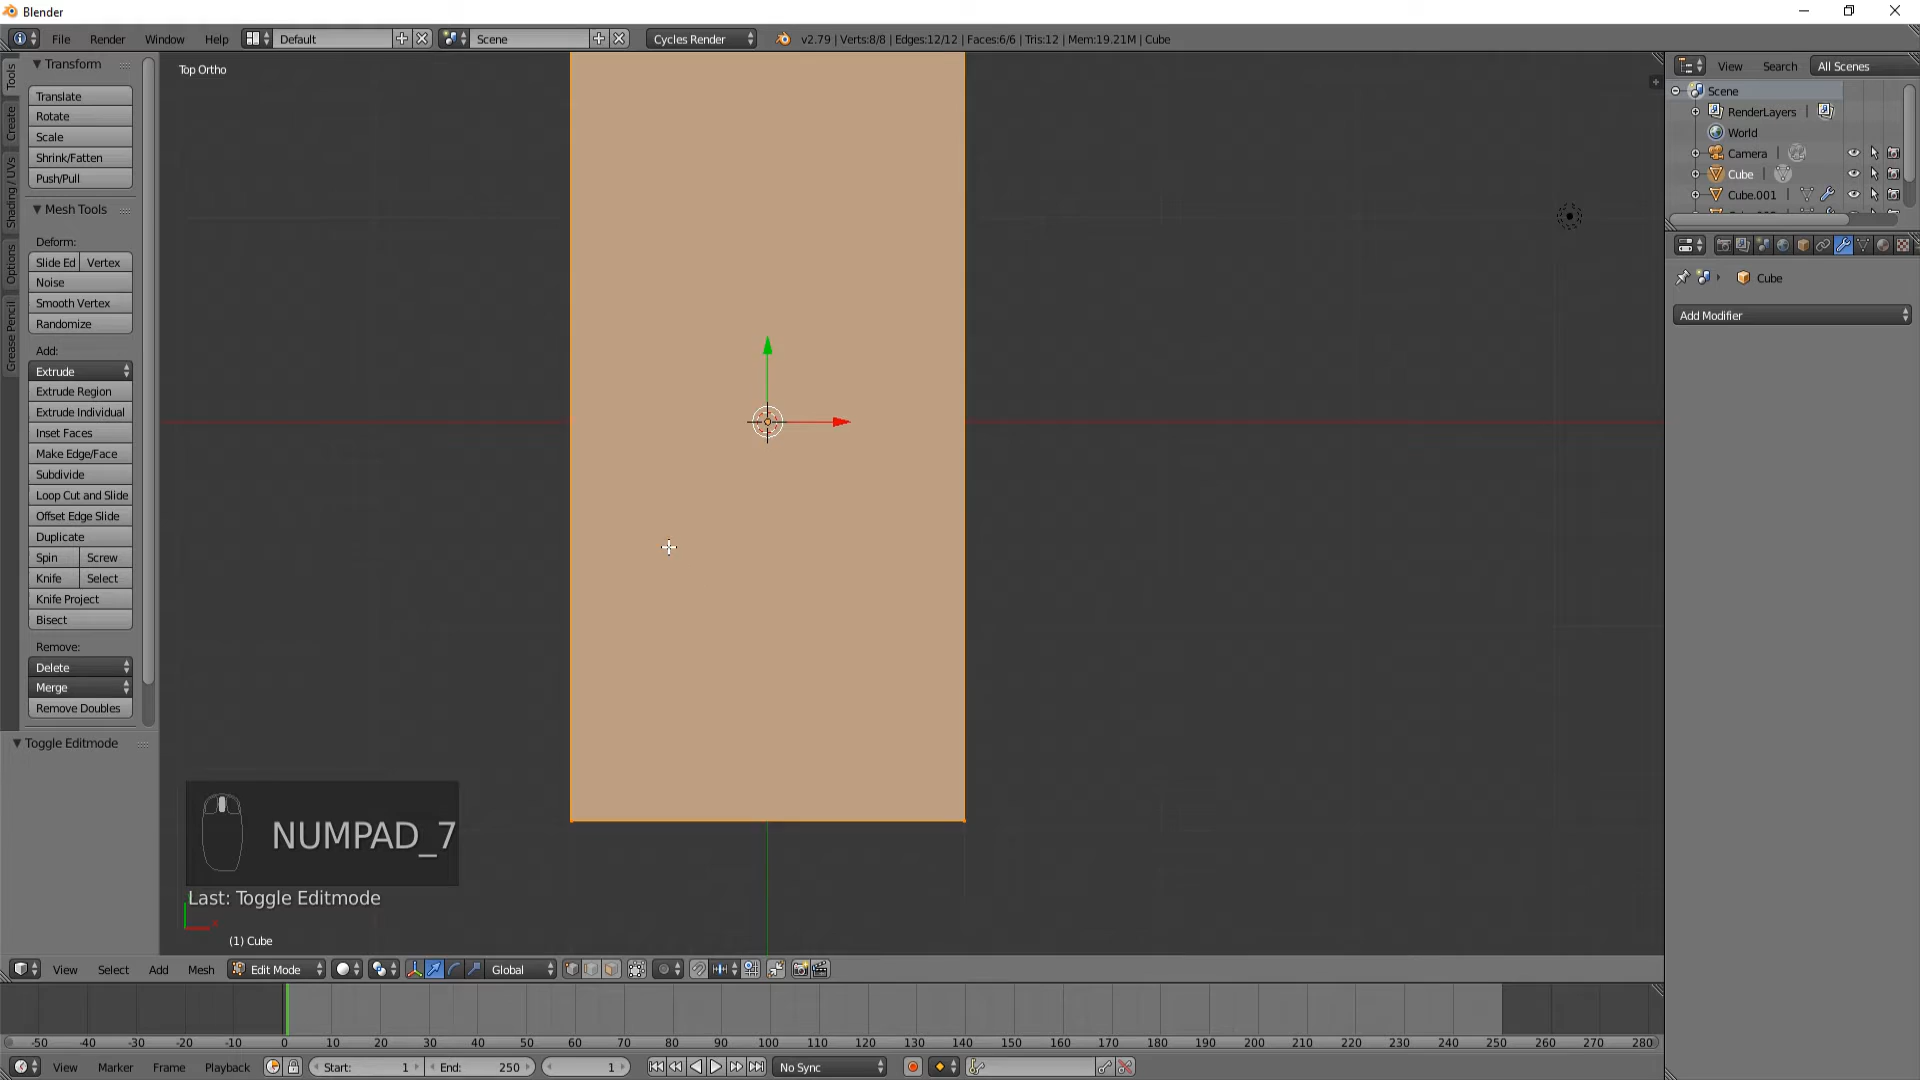 Blender
File Render Window Help Default Scene Cycles Render v2.79 | Verts:8/8 | Edges:12/12 | Faces:6/6 | Tris:12 | Mem:19.21M | Cube
Top Ortho
Tools
Create
Shading / UVs
Options
Grease Pencil
Transform
Translate
Rotate
Scale
Shrink/Fatten
Push/Pull
Mesh Tools
Deform:
Slide Ed Vertex
Noise
Smooth Vertex
Randomize
Add:
Extrude
Extrude Region
Extrude Individual
Inset Faces
Make Edge/Face
Subdivide
Loop Cut and Slide
Offset Edge Slide
Duplicate
Spin Screw
Knife Select
Knife Project
Bisect
Remove:
Delete
Merge
Remove Doubles
Toggle Editmode
NUMPAD_7
Last: Toggle Editmode
(1) Cube
View Search All Scenes
Scene
RenderLayers
World
Camera
Cube
Cube.001
Cube
Add Modifier
View Select Add Mesh Edit Mode Global
-50 -40 -30 -20 -10 0 10 20 30 40 50 60 70 80 90 100 110 120 130 140 150 160 170 180 190 200 210 220 230 240 250 260 270 280
View Marker Frame Playback Start: 1 End: 250 1 No Sync